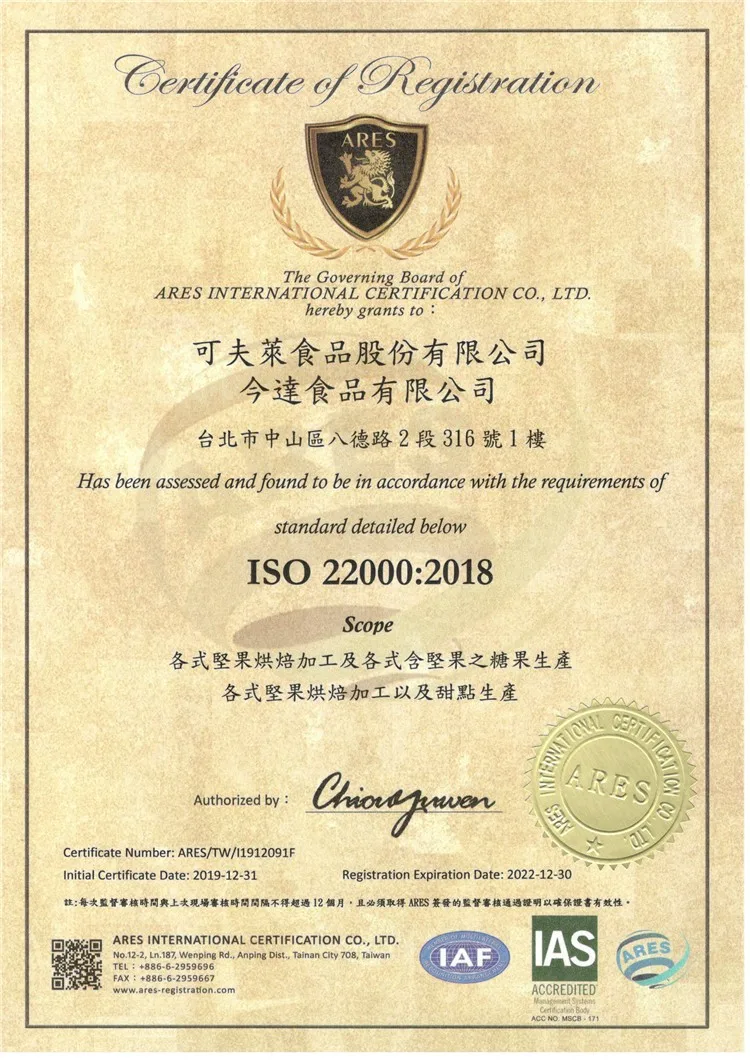 Certificate of Registration
ARES
The Governing Board of
ARES INTERNATIONAL CERTIFICATION CO., LTD.
hereby grants to：
可夫萊食品股份有限公司
今達食品有限公司
台北市中山區八德路2段316號1樓
Has been assessed and found to be in accordance with the requirements of
standard detailed below
ISO 22000:2018
Scope
各式堅果烘焙加工及各式含堅果之糖果生產
各式堅果烘焙加工以及甜點生產
ARES INTERNATIONAL CERTIFICATION CO., LTD.
ARES
Authorized by：
Certificate Number: ARES/TW/I1912091F
Initial Certificate Date: 2019-12-31
Registration Expiration Date: 2022-12-30
註:每次監督審核時間與上次現場審核時間間隔不得超過12個月，且必須取得ARES簽發的監督審核通過證明以確保證書有效性。
ARES INTERNATIONAL CERTIFICATION CO., LTD.
No.12-2, Ln.187, Wenping Rd., Anping Dist., Tainan City 708, Taiwan
TEL：+886-6-2959696
FAX：+886-6-2959667
www.ares-registration.com
IAF
IAS
ACCREDITED
Management Systems
Certification Body
ACC NO. MSCB - 171
ARES